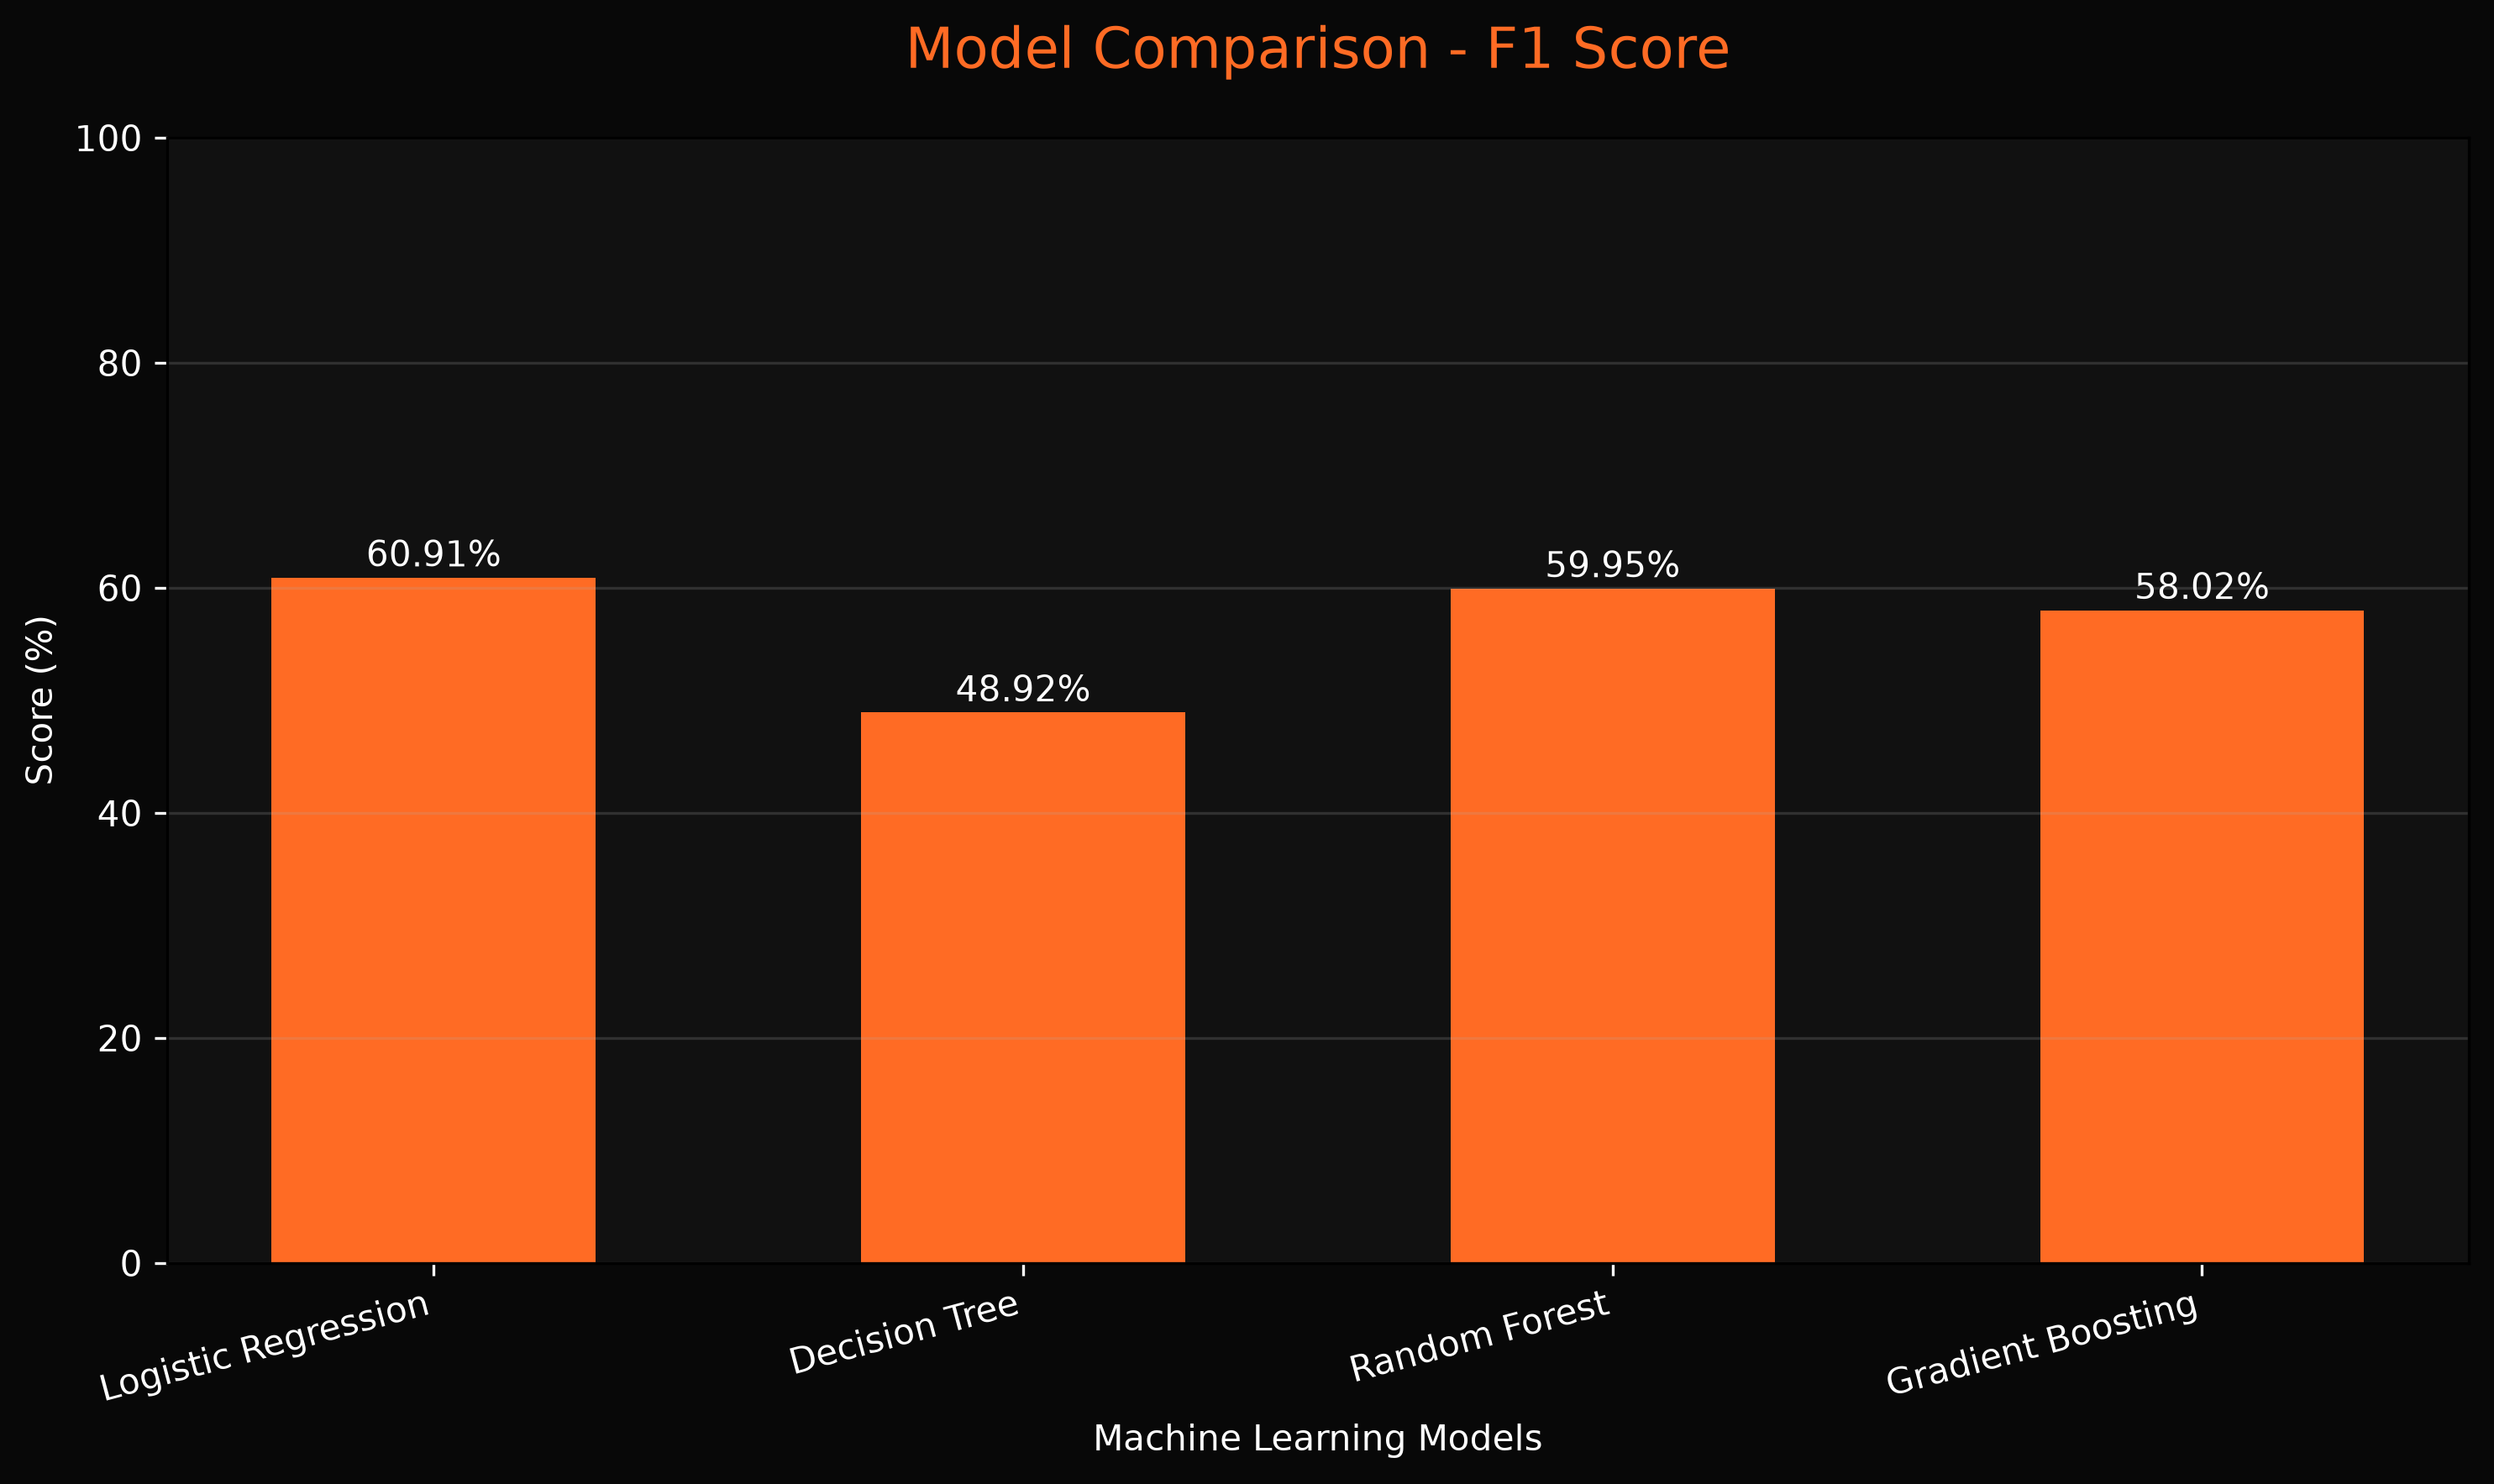 Model Comparison - F1 Score
100
80
60
40
20
0
Score (%)
60.91%
48.92%
59.95%
58.02%
Logistic Regression
Decision Tree
Random Forest
Gradient Boosting
Machine Learning Models